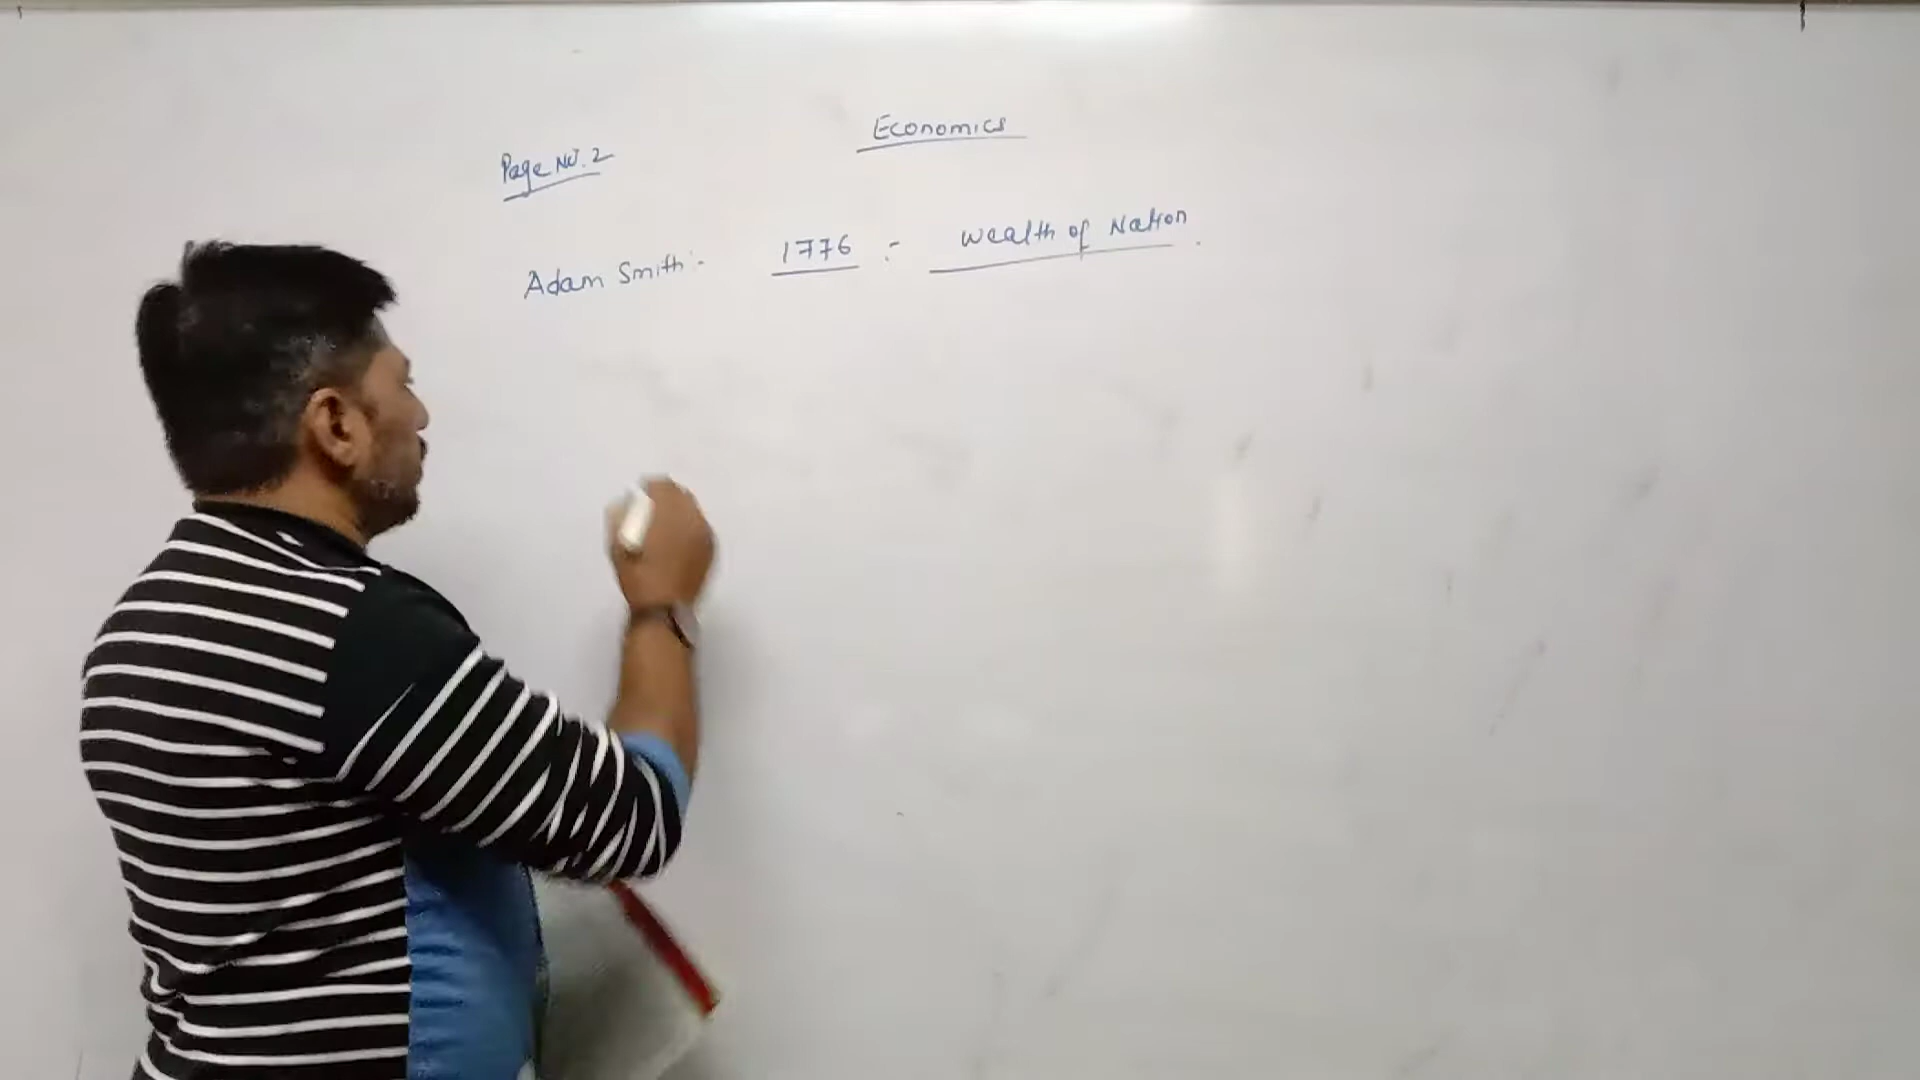 Economics
Page No. 2
Adam Smith :- 1776 :- Wealth of Nation.